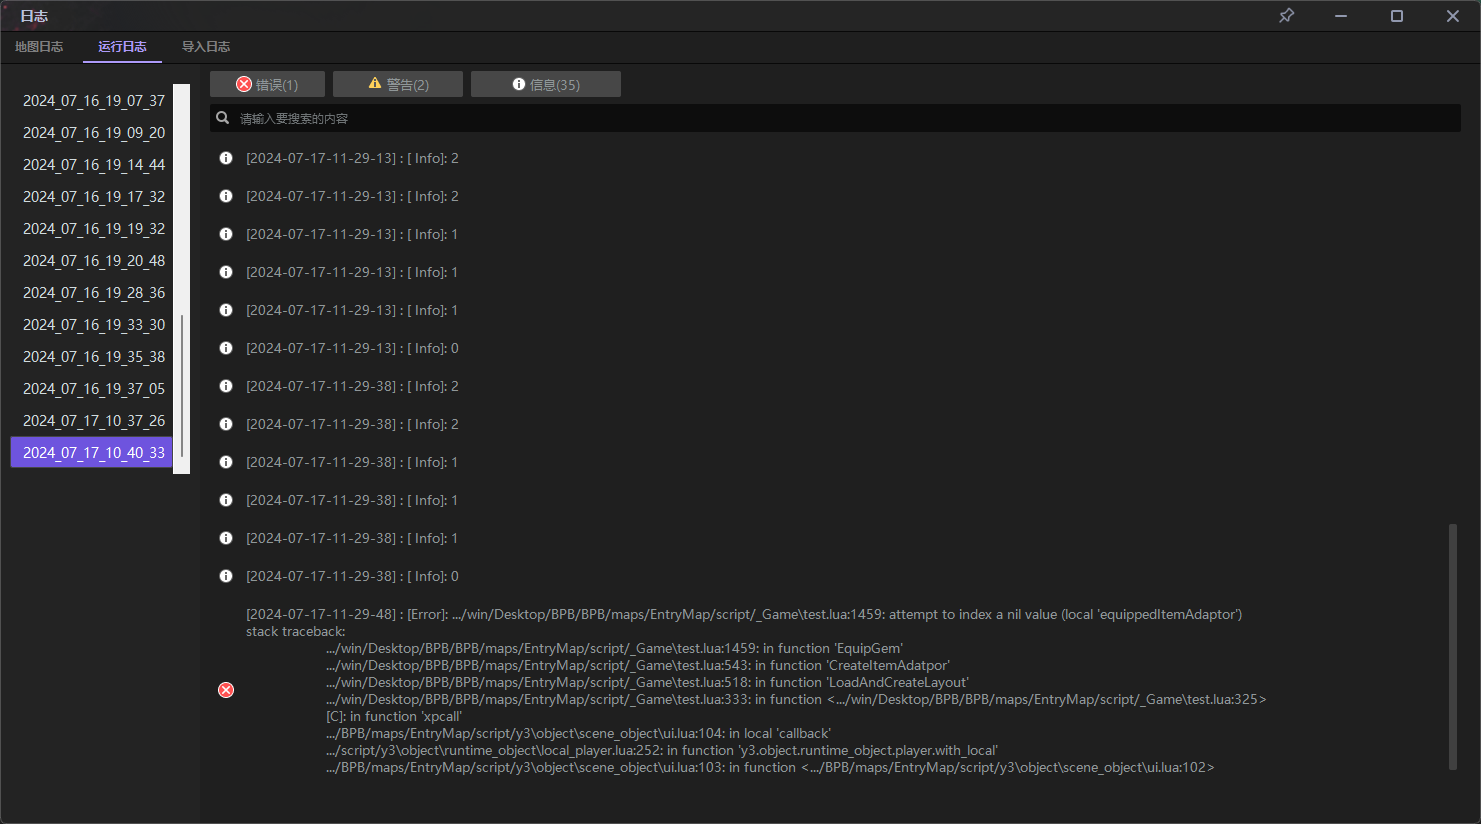 日志
地图日志 运行日志 导入日志
错误(1) 警告(2) 信息(35)
请输入要搜索的内容
2024_07_16_19_07_37
2024_07_16_19_09_20
2024_07_16_19_14_44
2024_07_16_19_17_32
2024_07_16_19_19_32
2024_07_16_19_20_48
2024_07_16_19_28_36
2024_07_16_19_33_30
2024_07_16_19_35_38
2024_07_16_19_37_05
2024_07_17_10_37_26
2024_07_17_10_40_33
[2024-07-17-11-29-13] : [ Info]: 2
[2024-07-17-11-29-13] : [ Info]: 2
[2024-07-17-11-29-13] : [ Info]: 1
[2024-07-17-11-29-13] : [ Info]: 1
[2024-07-17-11-29-13] : [ Info]: 1
[2024-07-17-11-29-13] : [ Info]: 0
[2024-07-17-11-29-38] : [ Info]: 2
[2024-07-17-11-29-38] : [ Info]: 2
[2024-07-17-11-29-38] : [ Info]: 1
[2024-07-17-11-29-38] : [ Info]: 1
[2024-07-17-11-29-38] : [ Info]: 1
[2024-07-17-11-29-38] : [ Info]: 0
[2024-07-17-11-29-48] : [Error]: .../win/Desktop/BPB/BPB/maps/EntryMap/script/_Game\test.lua:1459: attempt to index a nil value (local 'equippedItemAdaptor')
stack traceback:
.../win/Desktop/BPB/BPB/maps/EntryMap/script/_Game\test.lua:1459: in function 'EquipGem'
.../win/Desktop/BPB/BPB/maps/EntryMap/script/_Game\test.lua:543: in function 'CreateItemAdatpor'
.../win/Desktop/BPB/BPB/maps/EntryMap/script/_Game\test.lua:518: in function 'LoadAndCreateLayout'
.../win/Desktop/BPB/BPB/maps/EntryMap/script/_Game\test.lua:333: in function <.../win/Desktop/BPB/BPB/maps/EntryMap/script/_Game\test.lua:325>
[C]: in function 'xpcall'
.../BPB/maps/EntryMap/script/y3\object\scene_object\ui.lua:104: in local 'callback'
.../script/y3\object\runtime_object\local_player.lua:252: in function 'y3.object.runtime_object.player.with_local'
.../BPB/maps/EntryMap/script/y3\object\scene_object\ui.lua:103: in function <.../BPB/maps/EntryMap/script/y3\object\scene_object\ui.lua:102>